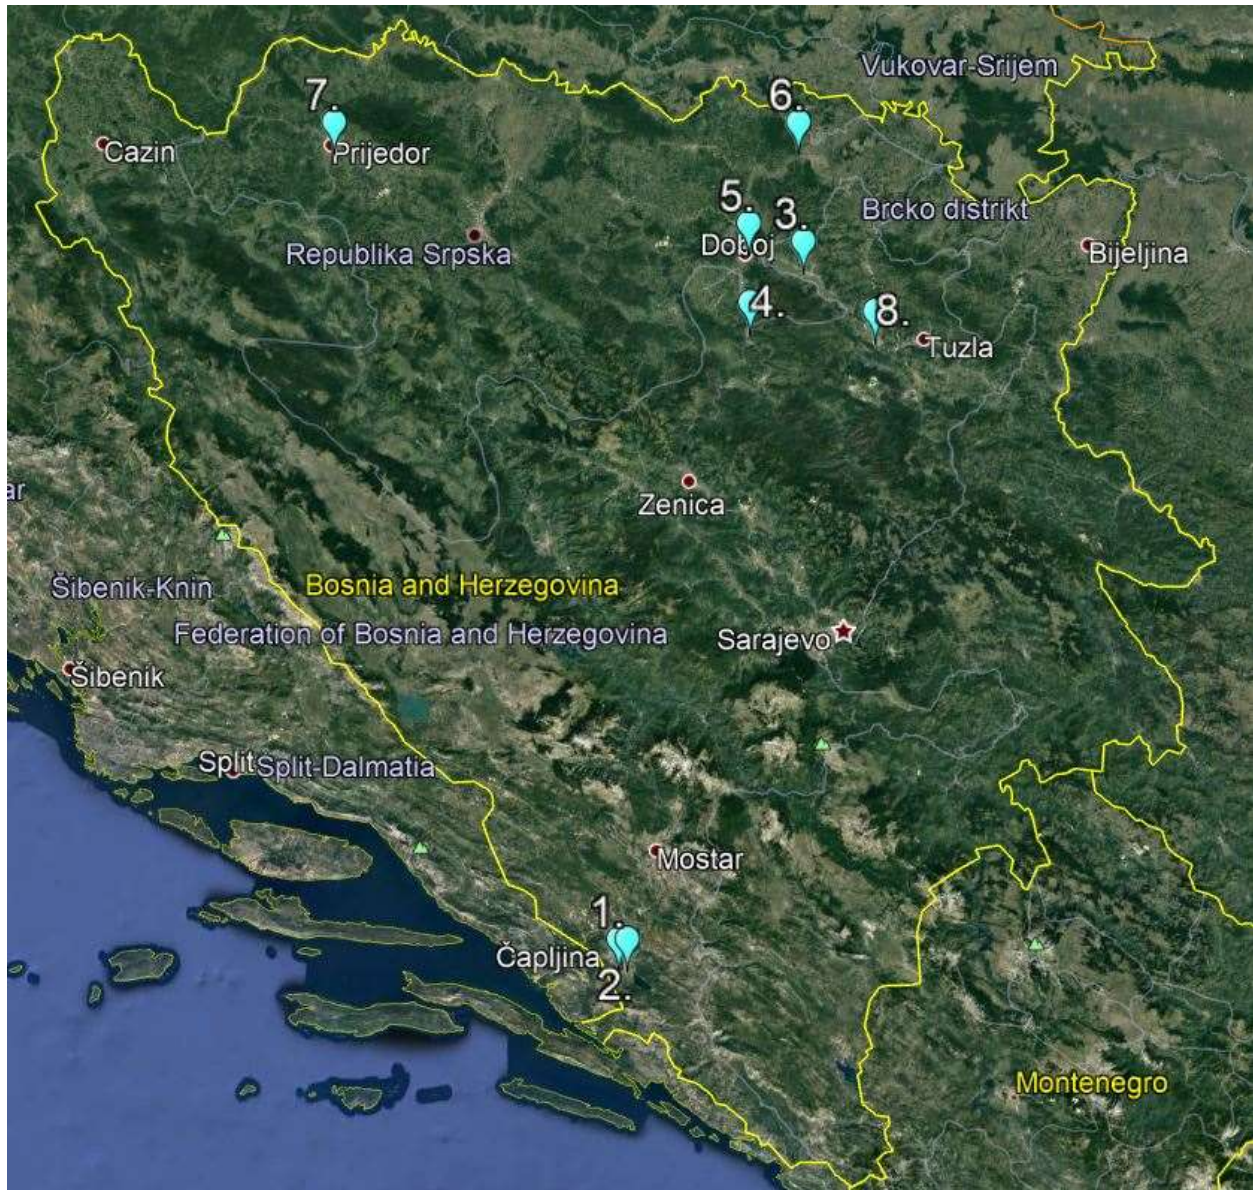 Vukovar-Srijem
7.
6.
Cazin
Prijedor
5.
3.
Brcko distrikt
Republika Srpska
Doboj
Bijeljina
4.
8.
Tuzla
ar
Zenica
Šibenik-Knin
Bosnia and Herzegovina
Federation of Bosnia and Herzegovina
Sarajevo
Šibenik
Split
Split-Dalmatia
Mostar
1.
Čapljina
2.
Montenegro